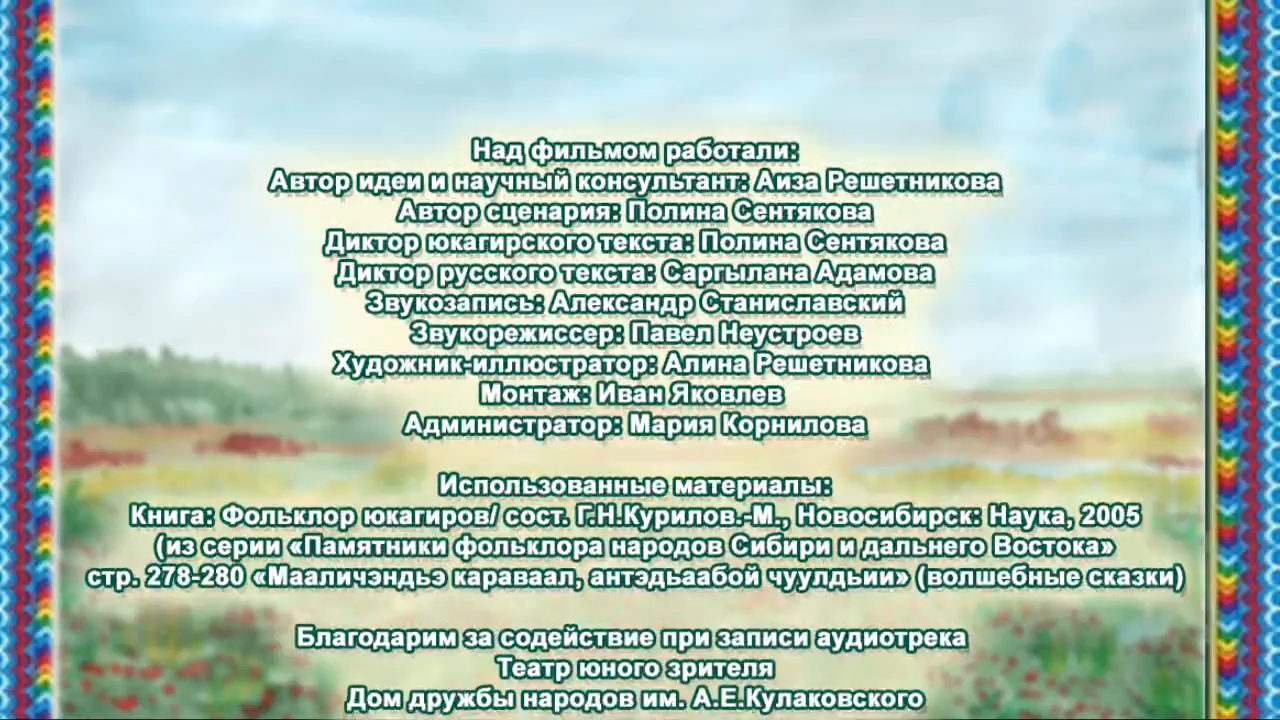 Над фильмом работали:
Автор идеи и научный консультант: Аиза Решетникова
Автор сценария: Полина Сентякова
Диктор юкагирского текста: Полина Сентякова
Диктор русского текста: Саргылана Адамова
Звукозапись: Александр Станиславский
Звукорежиссер: Павел Неустроев
Художник-иллюстратор: Алина Решетникова
Монтаж: Иван Яковлев
Администратор: Мария Корнилова
Использованные материалы:
Книга: Фольклор юкагиров/ сост. Г.Н.Курилов.-М., Новосибирск: Наука, 2005
(из серии «Памятники фольклора народов Сибири и дальнего Востока»
стр. 278-280 «Мааличэндьэ караваал, антэдьаабой чуулдьии» (волшебные сказки)
Благодарим за содействие при записи аудиотрека
Театр юного зрителя
Дом дружбы народов им. А.Е.Кулаковского